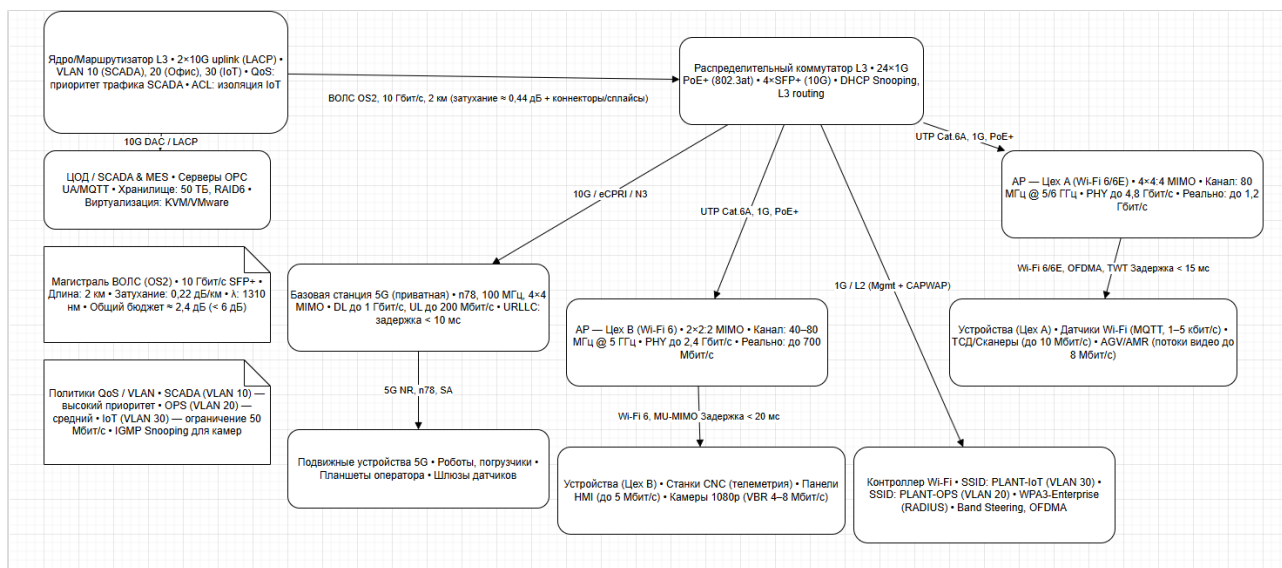 Ядро/Маршрутизатор L3 • 2×10G uplink (LACP) •
VLAN 10 (SCADA), 20 (Офис), 30 (IoT) • QoS:
приоритет трафика SCADA • ACL: изоляция IoT
Распределительный коммутатор L3 • 24×1G
PoE+ (802.3at) • 4×SFP+ (10G) • DHCP Snooping,
L3 routing
ВОЛС OS2, 10 Гбит/с, 2 км (затухание ≈ 0,44 дБ + коннекторы/сплайсы)
10G DAC / LACP
UTP Cat.6A, 1G, PoE+
ЦОД / SCADA & MES • Серверы OPC
UA/MQTT • Хранилище: 50 ТБ, RAID6 •
Виртуализация: KVM/VMware
AP — Цех A (Wi-Fi 6/6E) • 4×4:4 MIMO • Канал: 80
МГц @ 5/6 ГГц • PHY до 4,8 Гбит/с • Реально: до 1,2
Гбит/с
10G / eCPRI / N3
UTP Cat.6A, 1G, PoE+
Магистраль ВОЛС (OS2) • 10 Гбит/с SFP+ •
Длина: 2 км • Затухание: 0,22 дБ/км • λ: 1310
нм • Общий бюджет ≈ 2,4 дБ (< 6 дБ)
Базовая станция 5G (приватная) • n78, 100 МГц, 4×4
MIMO • DL до 1 Гбит/с, UL до 200 Мбит/с • URLLC:
задержка < 10 мс
Wi-Fi 6/6E, OFDMA, TWT Задержка < 15 мс
1G / L2 (Mgmt + CAPWAP)
AP — Цех B (Wi-Fi 6) • 2×2:2 MIMO • Канал: 40–80
МГц @ 5 ГГц • PHY до 2,4 Гбит/с • Реально: до 700
Мбит/с
Устройства (Цех A) • Датчики Wi-Fi (MQTT, 1–5 кбит/с) •
ТСД/Сканеры (до 10 Мбит/с) • AGV/AMR (потоки видео до
8 Мбит/с)
Политики QoS / VLAN • SCADA (VLAN 10) —
высокий приоритет • OPS (VLAN 20) —
средний • IoT (VLAN 30) — ограничение 50
Мбит/с • IGMP Snooping для камер
5G NR, n78, SA
Wi-Fi 6, MU-MIMO Задержка < 20 мс
Подвижные устройства 5G • Роботы, погрузчики •
Планшеты оператора • Шлюзы датчиков
Устройства (Цех B) • Станки CNC (телеметрия) • Панели
HMI (до 5 Мбит/с) • Камеры 1080p (VBR 4–8 Мбит/с)
Контроллер Wi-Fi • SSID: PLANT-IoT (VLAN 30) •
SSID: PLANT-OPS (VLAN 20) • WPA3-Enterprise
(RADIUS) • Band Steering, OFDMA